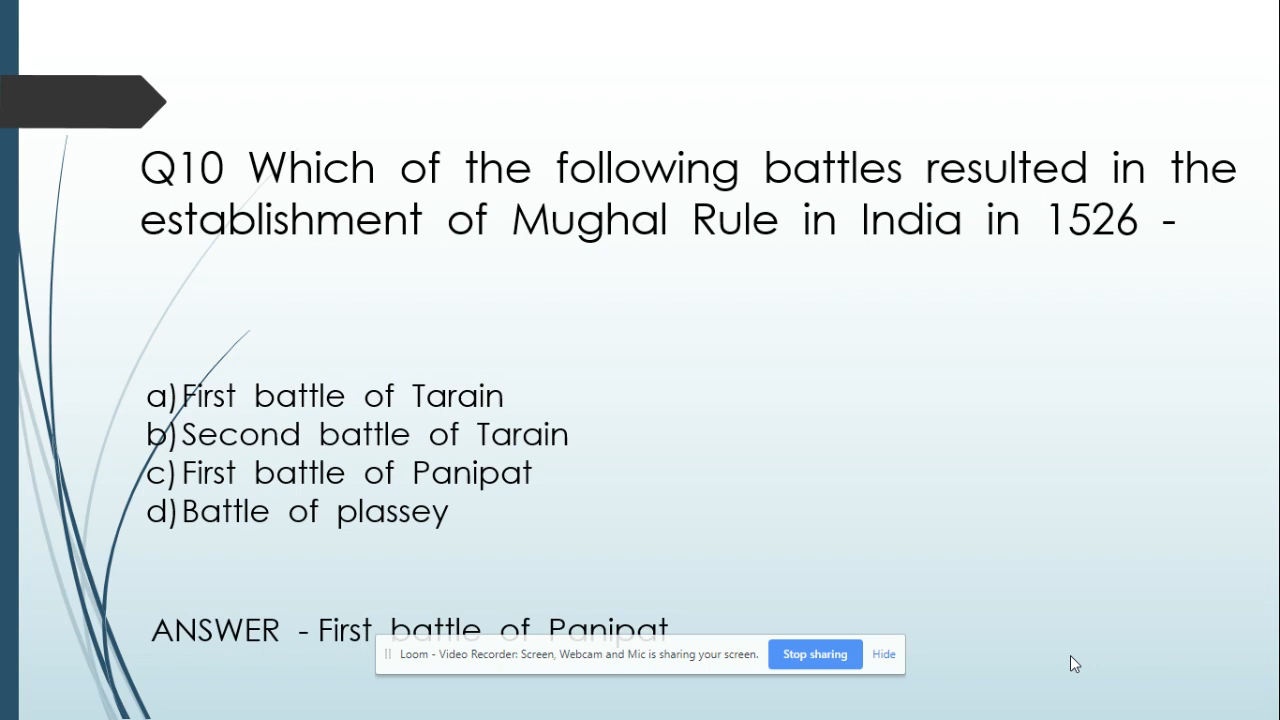 Q10 Which of the following battles resulted in the
establishment of Mughal Rule in India in 1526 -
a) First battle of Tarain
b) Second battle of Tarain
c) First battle of Panipat
d) Battle of plassey
ANSWER - First battle of Panipat
Loom - Video Recorder: Screen, Webcam and Mic is sharing your screen. Stop sharing Hide